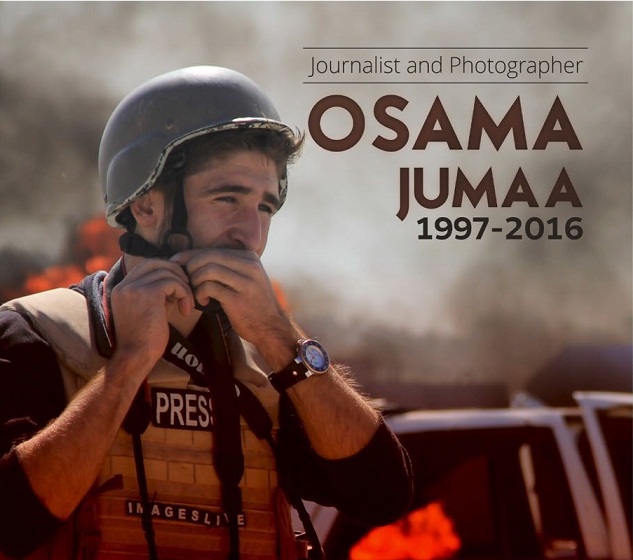 Journalist and Photographer
OSAMA
JUMAA
1997-2016
PRESS
IMAGESLIVE